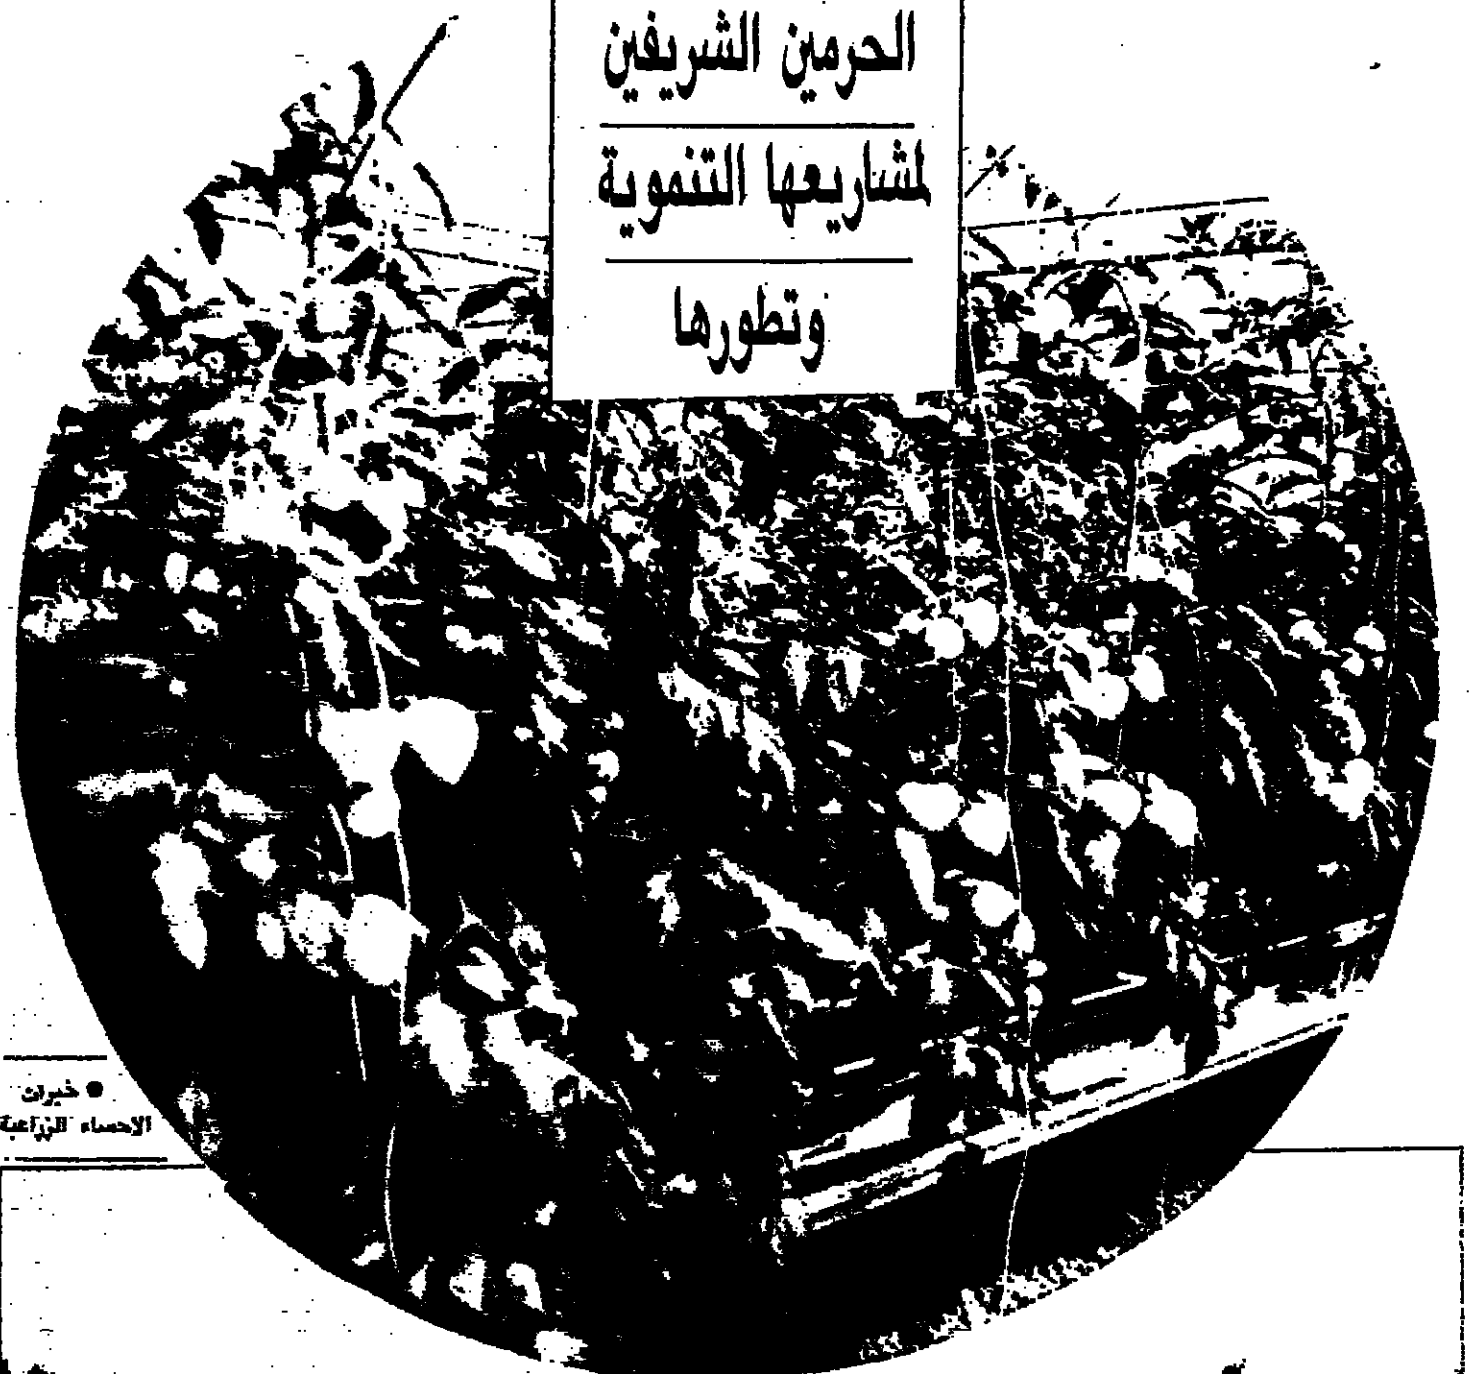 الحرمين الشريفين
لمشاريعها التنموية
وتطورها
● خيرات
الاحساء الزراعية